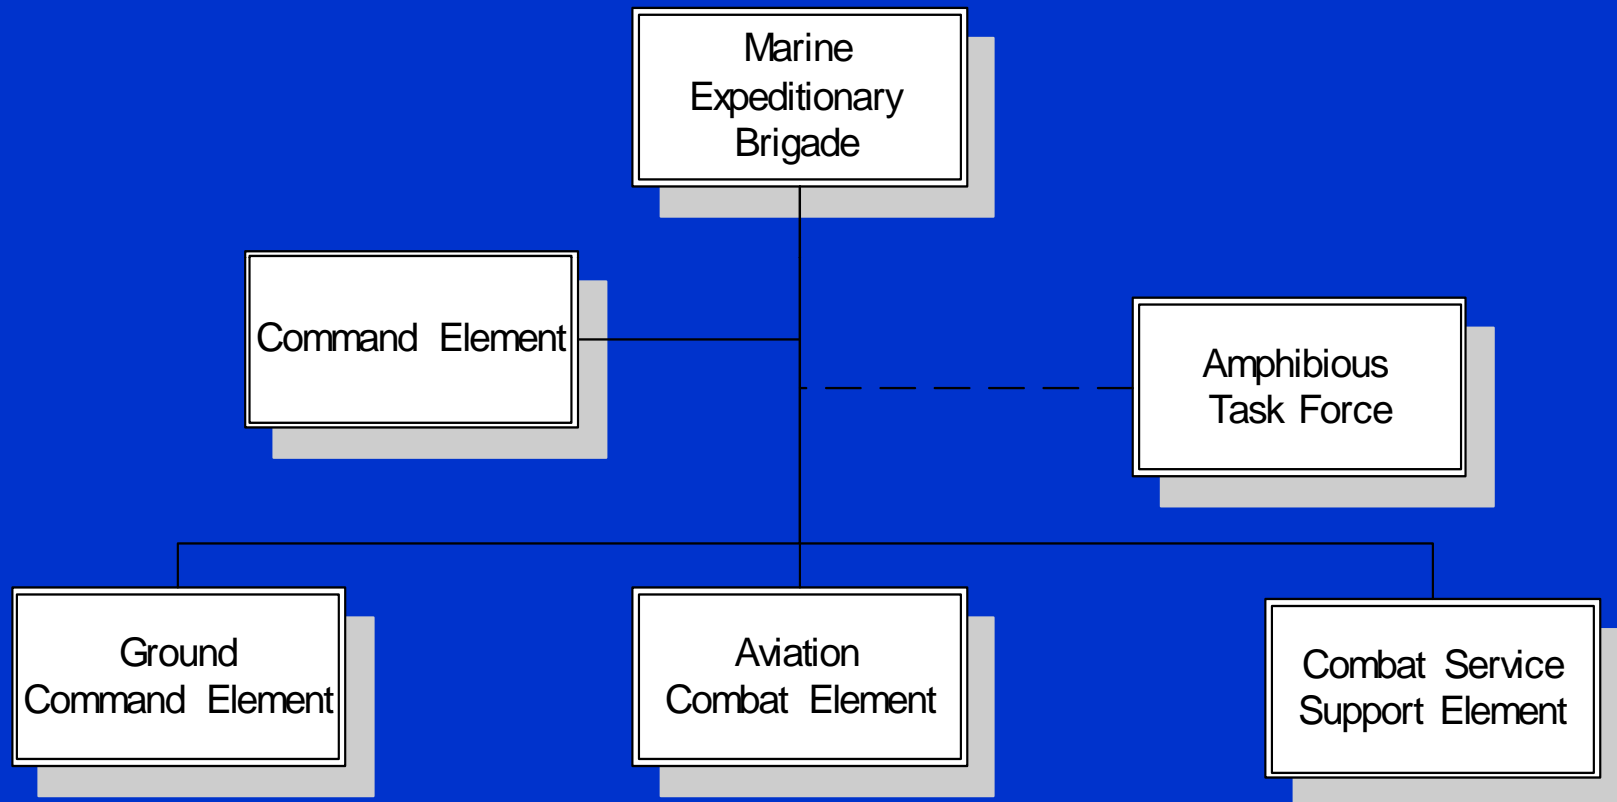 Marine
Expeditionary
Brigade
Command Element
Amphibious
Task Force
Ground
Command Element
Aviation
Combat Element
Combat Service
Support Element